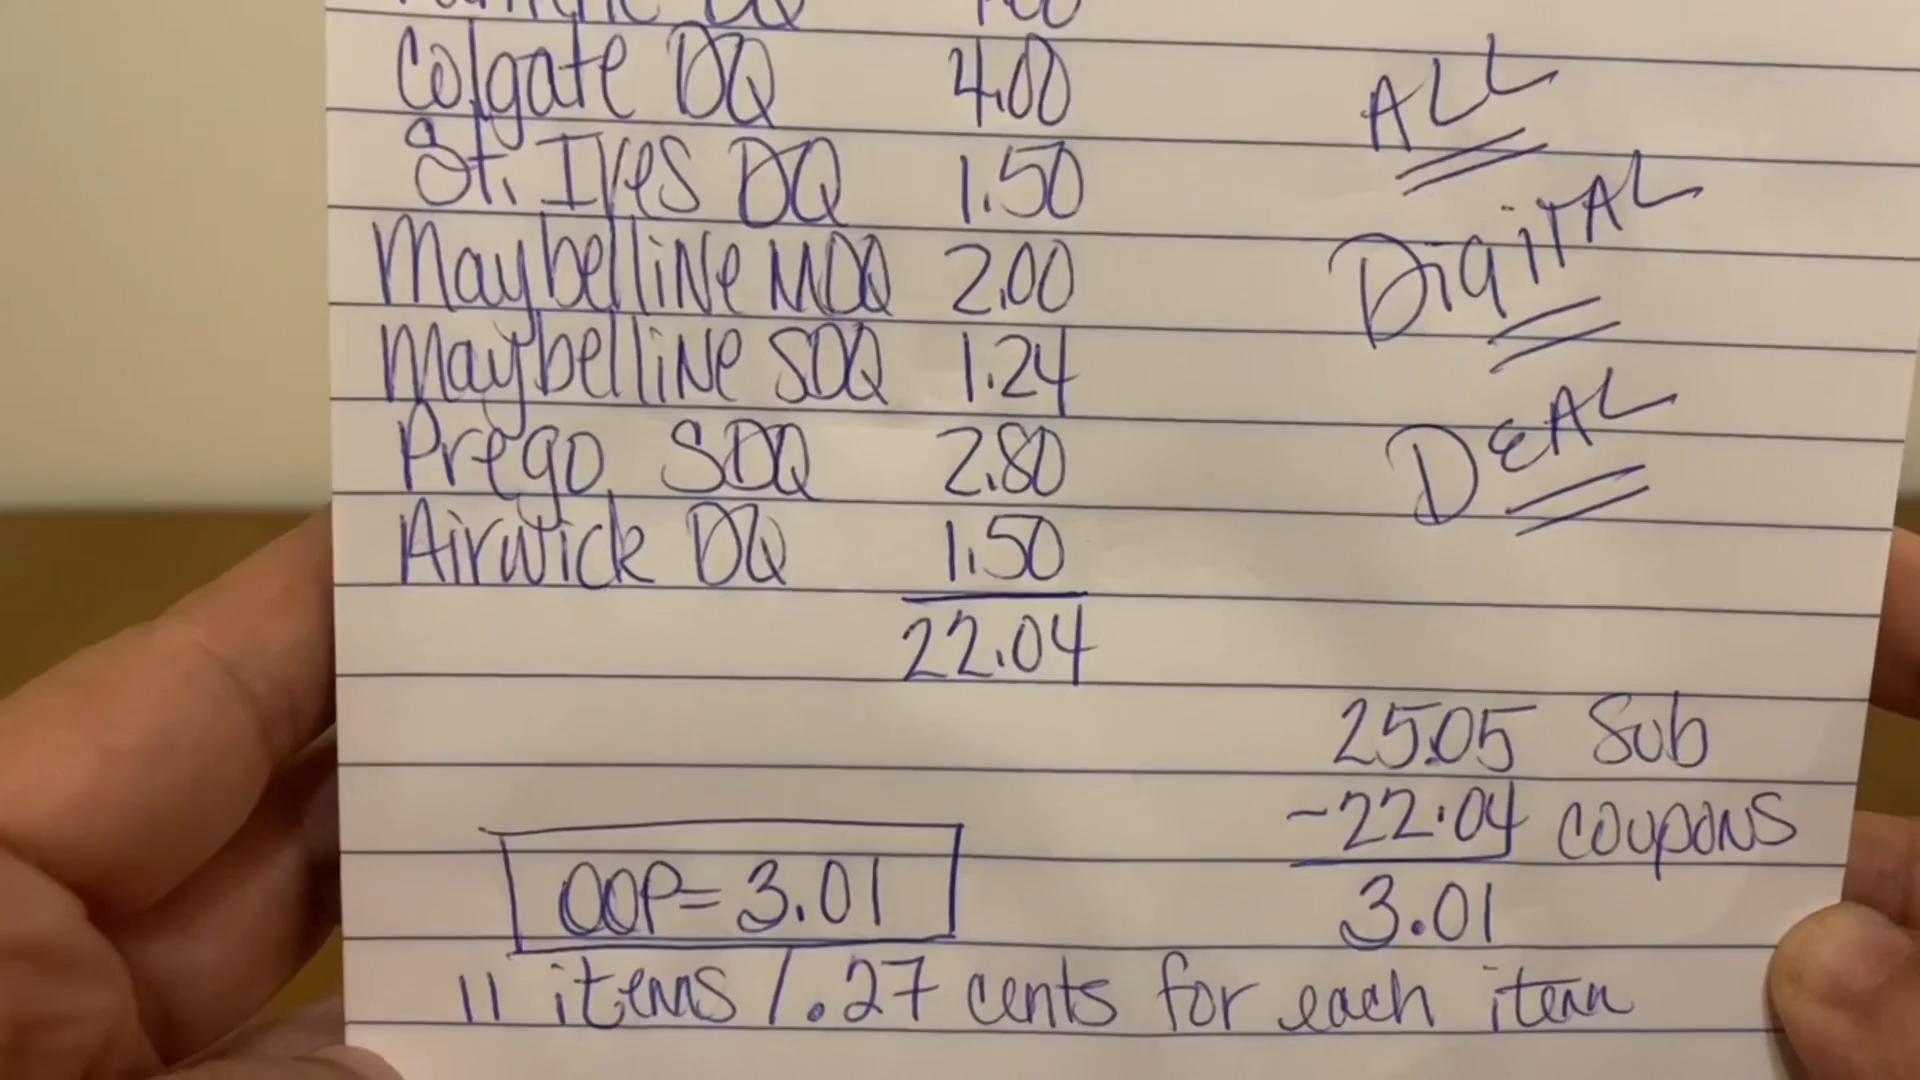 DQ
Colgate DQ 4.00
St. Ives DQ 1.50
Maybelline MDQ 2.00
Maybelline SDQ 1.24
Prego SDQ 2.80
Airwick DQ 1.50
22.04
ALL
DigiTAL
DEAL
25.05 Sub
-22.04 coupons
3.01
OOP= 3.01
11 items / .27 cents for each item